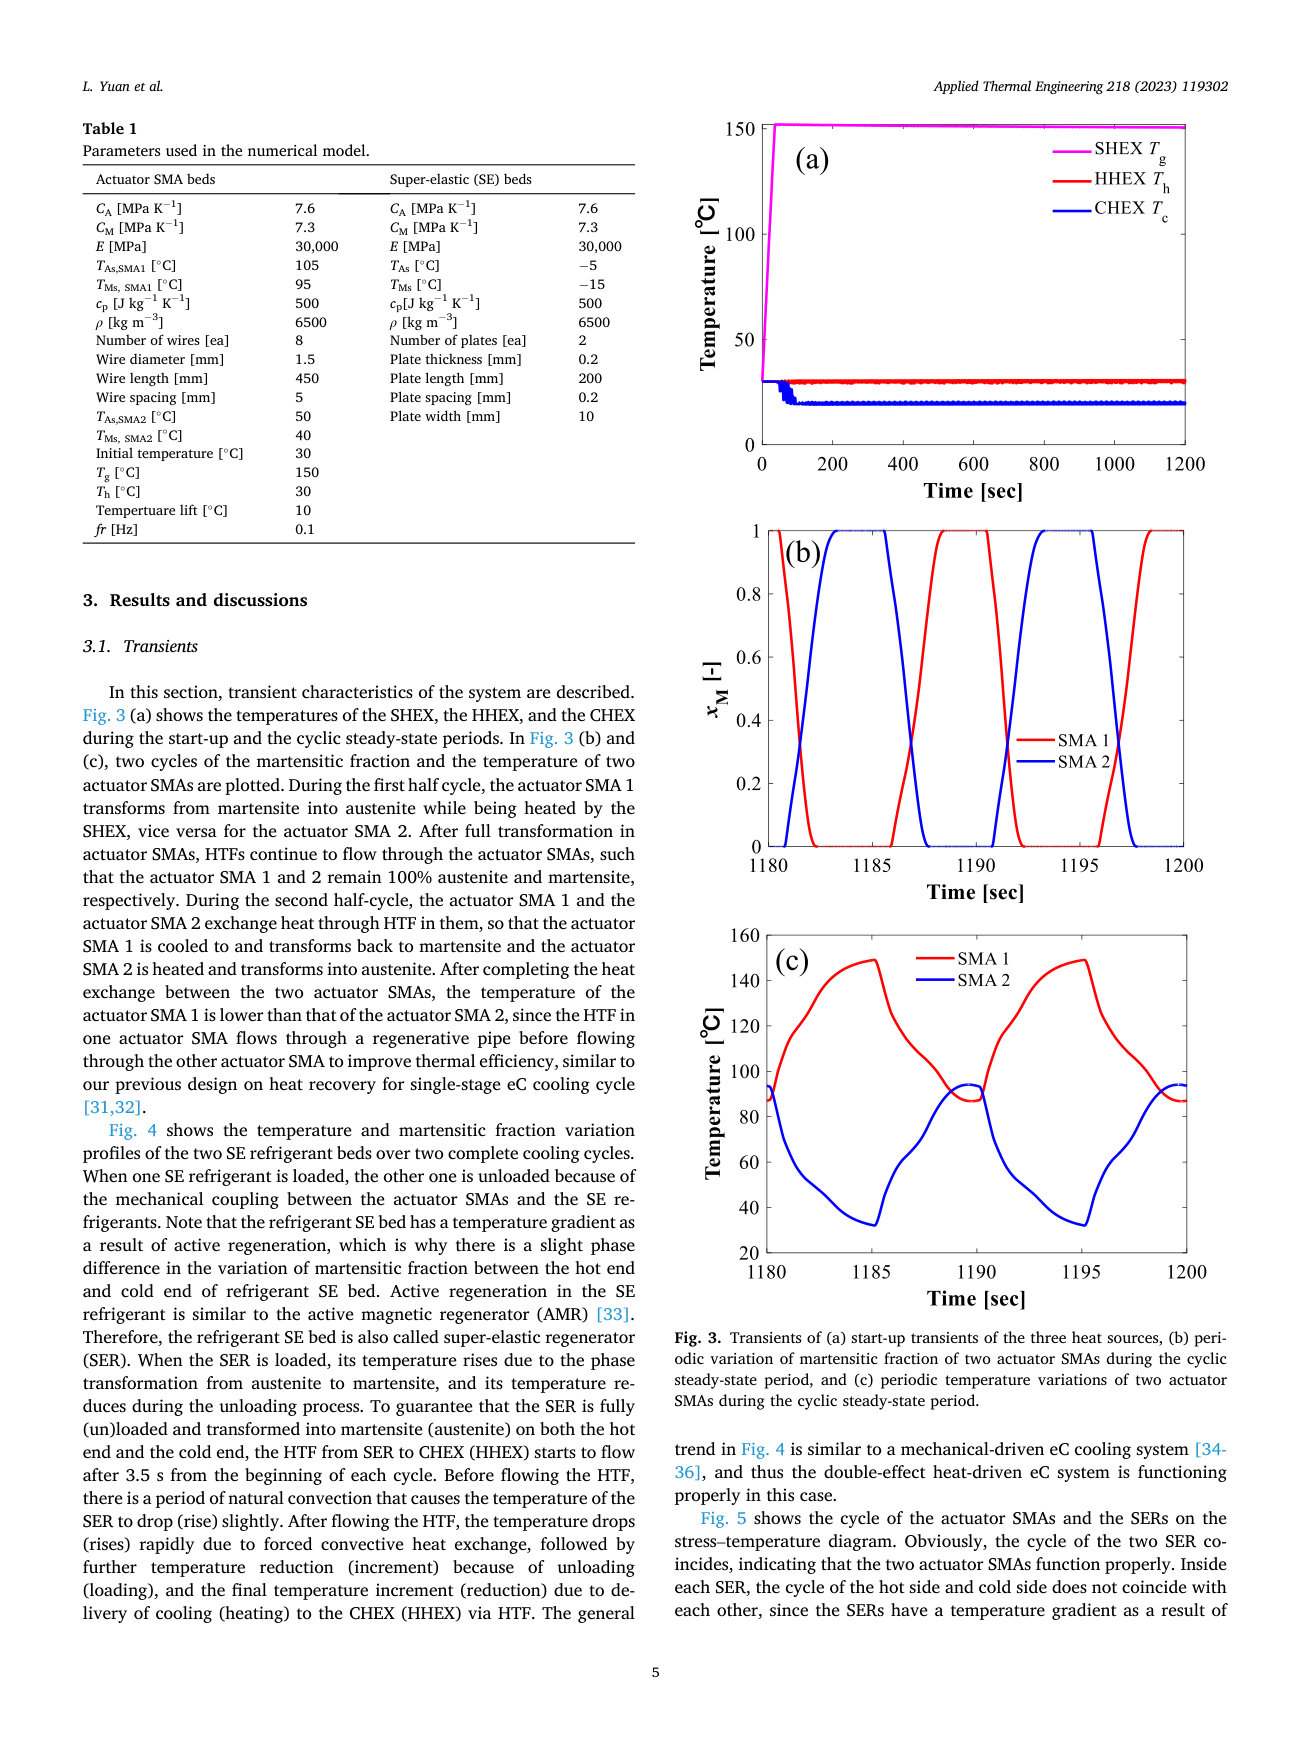 L. Yuan et al.
Applied Thermal Engineering 218 (2023) 119302
Table 1
Parameters used in the numerical model.
Actuator SMA beds Super-elastic (SE) beds
C_A [MPa K⁻¹] 7.6 C_A [MPa K⁻¹] 7.6
C_M [MPa K⁻¹] 7.3 C_M [MPa K⁻¹] 7.3
E [MPa] 30,000 E [MPa] 30,000
T_As,SMA1 [°C] 105 T_As [°C] −5
T_Ms, SMA1 [°C] 95 T_Ms [°C] −15
c_p [J kg⁻¹ K⁻¹] 500 c_p[J kg⁻¹ K⁻¹] 500
ρ [kg m⁻³] 6500 ρ [kg m⁻³] 6500
Number of wires [ea] 8 Number of plates [ea] 2
Wire diameter [mm] 1.5 Plate thickness [mm] 0.2
Wire length [mm] 450 Plate length [mm] 200
Wire spacing [mm] 5 Plate spacing [mm] 0.2
T_As,SMA2 [°C] 50 Plate width [mm] 10
T_Ms, SMA2 [°C] 40
Initial temperature [°C] 30
T_g [°C] 150
T_h [°C] 30
Tempertuare lift [°C] 10
fr [Hz] 0.1
3. Results and discussions
3.1. Transients
In this section, transient characteristics of the system are described.
Fig. 3 (a) shows the temperatures of the SHEX, the HHEX, and the CHEX
during the start-up and the cyclic steady-state periods. In Fig. 3 (b) and
(c), two cycles of the martensitic fraction and the temperature of two
actuator SMAs are plotted. During the first half cycle, the actuator SMA 1
transforms from martensite into austenite while being heated by the
SHEX, vice versa for the actuator SMA 2. After full transformation in
actuator SMAs, HTFs continue to flow through the actuator SMAs, such
that the actuator SMA 1 and 2 remain 100% austenite and martensite,
respectively. During the second half-cycle, the actuator SMA 1 and the
actuator SMA 2 exchange heat through HTF in them, so that the actuator
SMA 1 is cooled to and transforms back to martensite and the actuator
SMA 2 is heated and transforms into austenite. After completing the heat
exchange between the two actuator SMAs, the temperature of the
actuator SMA 1 is lower than that of the actuator SMA 2, since the HTF in
one actuator SMA flows through a regenerative pipe before flowing
through the other actuator SMA to improve thermal efficiency, similar to
our previous design on heat recovery for single-stage eC cooling cycle
[31,32].
Fig. 4 shows the temperature and martensitic fraction variation
profiles of the two SE refrigerant beds over two complete cooling cycles.
When one SE refrigerant is loaded, the other one is unloaded because of
the mechanical coupling between the actuator SMAs and the SE re-
frigerants. Note that the refrigerant SE bed has a temperature gradient as
a result of active regeneration, which is why there is a slight phase
difference in the variation of martensitic fraction between the hot end
and cold end of refrigerant SE bed. Active regeneration in the SE
refrigerant is similar to the active magnetic regenerator (AMR) [33].
Therefore, the refrigerant SE bed is also called super-elastic regenerator
(SER). When the SER is loaded, its temperature rises due to the phase
transformation from austenite to martensite, and its temperature re-
duces during the unloading process. To guarantee that the SER is fully
(un)loaded and transformed into martensite (austenite) on both the hot
end and the cold end, the HTF from SER to CHEX (HHEX) starts to flow
after 3.5 s from the beginning of each cycle. Before flowing the HTF,
there is a period of natural convection that causes the temperature of the
SER to drop (rise) slightly. After flowing the HTF, the temperature drops
(rises) rapidly due to forced convective heat exchange, followed by
further temperature reduction (increment) because of unloading
(loading), and the final temperature increment (reduction) due to de-
livery of cooling (heating) to the CHEX (HHEX) via HTF. The general
150
100
50
0
Temperature [°C]
(a)
SHEX T_g
HHEX T_h
CHEX T_c
0 200 400 600 800 1000 1200
Time [sec]
1
0.8
0.6
0.4
0.2
0
x_M [-]
(b)
SMA 1
SMA 2
1180 1185 1190 1195 1200
Time [sec]
160
140
120
100
80
60
40
20
Temperature [°C]
(c)
SMA 1
SMA 2
1180 1185 1190 1195 1200
Time [sec]
Fig. 3. Transients of (a) start-up transients of the three heat sources, (b) peri-
odic variation of martensitic fraction of two actuator SMAs during the cyclic
steady-state period, and (c) periodic temperature variations of two actuator
SMAs during the cyclic steady-state period.
trend in Fig. 4 is similar to a mechanical-driven eC cooling system [34-
36], and thus the double-effect heat-driven eC system is functioning
properly in this case.
Fig. 5 shows the cycle of the actuator SMAs and the SERs on the
stress–temperature diagram. Obviously, the cycle of the two SER co-
incides, indicating that the two actuator SMAs function properly. Inside
each SER, the cycle of the hot side and cold side does not coincide with
each other, since the SERs have a temperature gradient as a result of
5